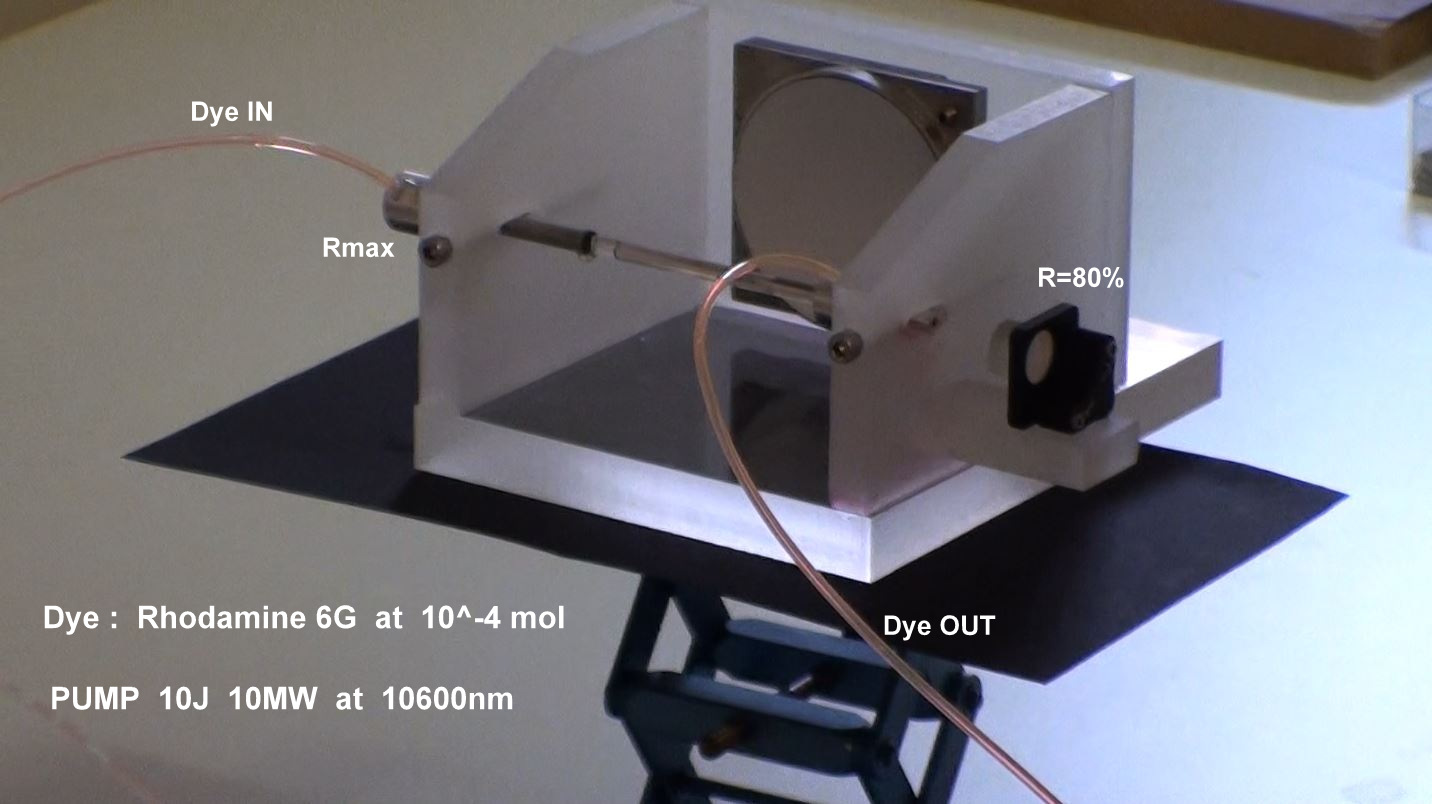 Dye IN
Rmax
R=80%
Dye : Rhodamine 6G at 10^-4 mol
Dye OUT
PUMP 10J 10MW at 10600nm